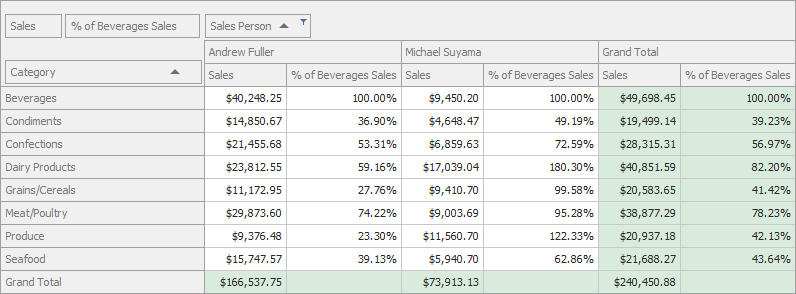 Sales % of Beverages Sales Sales Person
Andrew Fuller Michael Suyama Grand Total
Category Sales % of Beverages Sales Sales % of Beverages Sales Sales % of Beverages Sales
Beverages $40,248.25 100.00% $9,450.20 100.00% $49,698.45 100.00%
Condiments $14,850.67 36.90% $4,648.47 49.19% $19,499.14 39.23%
Confections $21,455.68 53.31% $6,859.63 72.59% $28,315.31 56.97%
Dairy Products $23,812.55 59.16% $17,039.04 180.30% $40,851.59 82.20%
Grains/Cereals $11,172.95 27.76% $9,410.70 99.58% $20,583.65 41.42%
Meat/Poultry $29,873.60 74.22% $9,003.69 95.28% $38,877.29 78.23%
Produce $9,376.48 23.30% $11,560.70 122.33% $20,937.18 42.13%
Seafood $15,747.57 39.13% $5,940.70 62.86% $21,688.27 43.64%
Grand Total $166,537.75 $73,913.13 $240,450.88